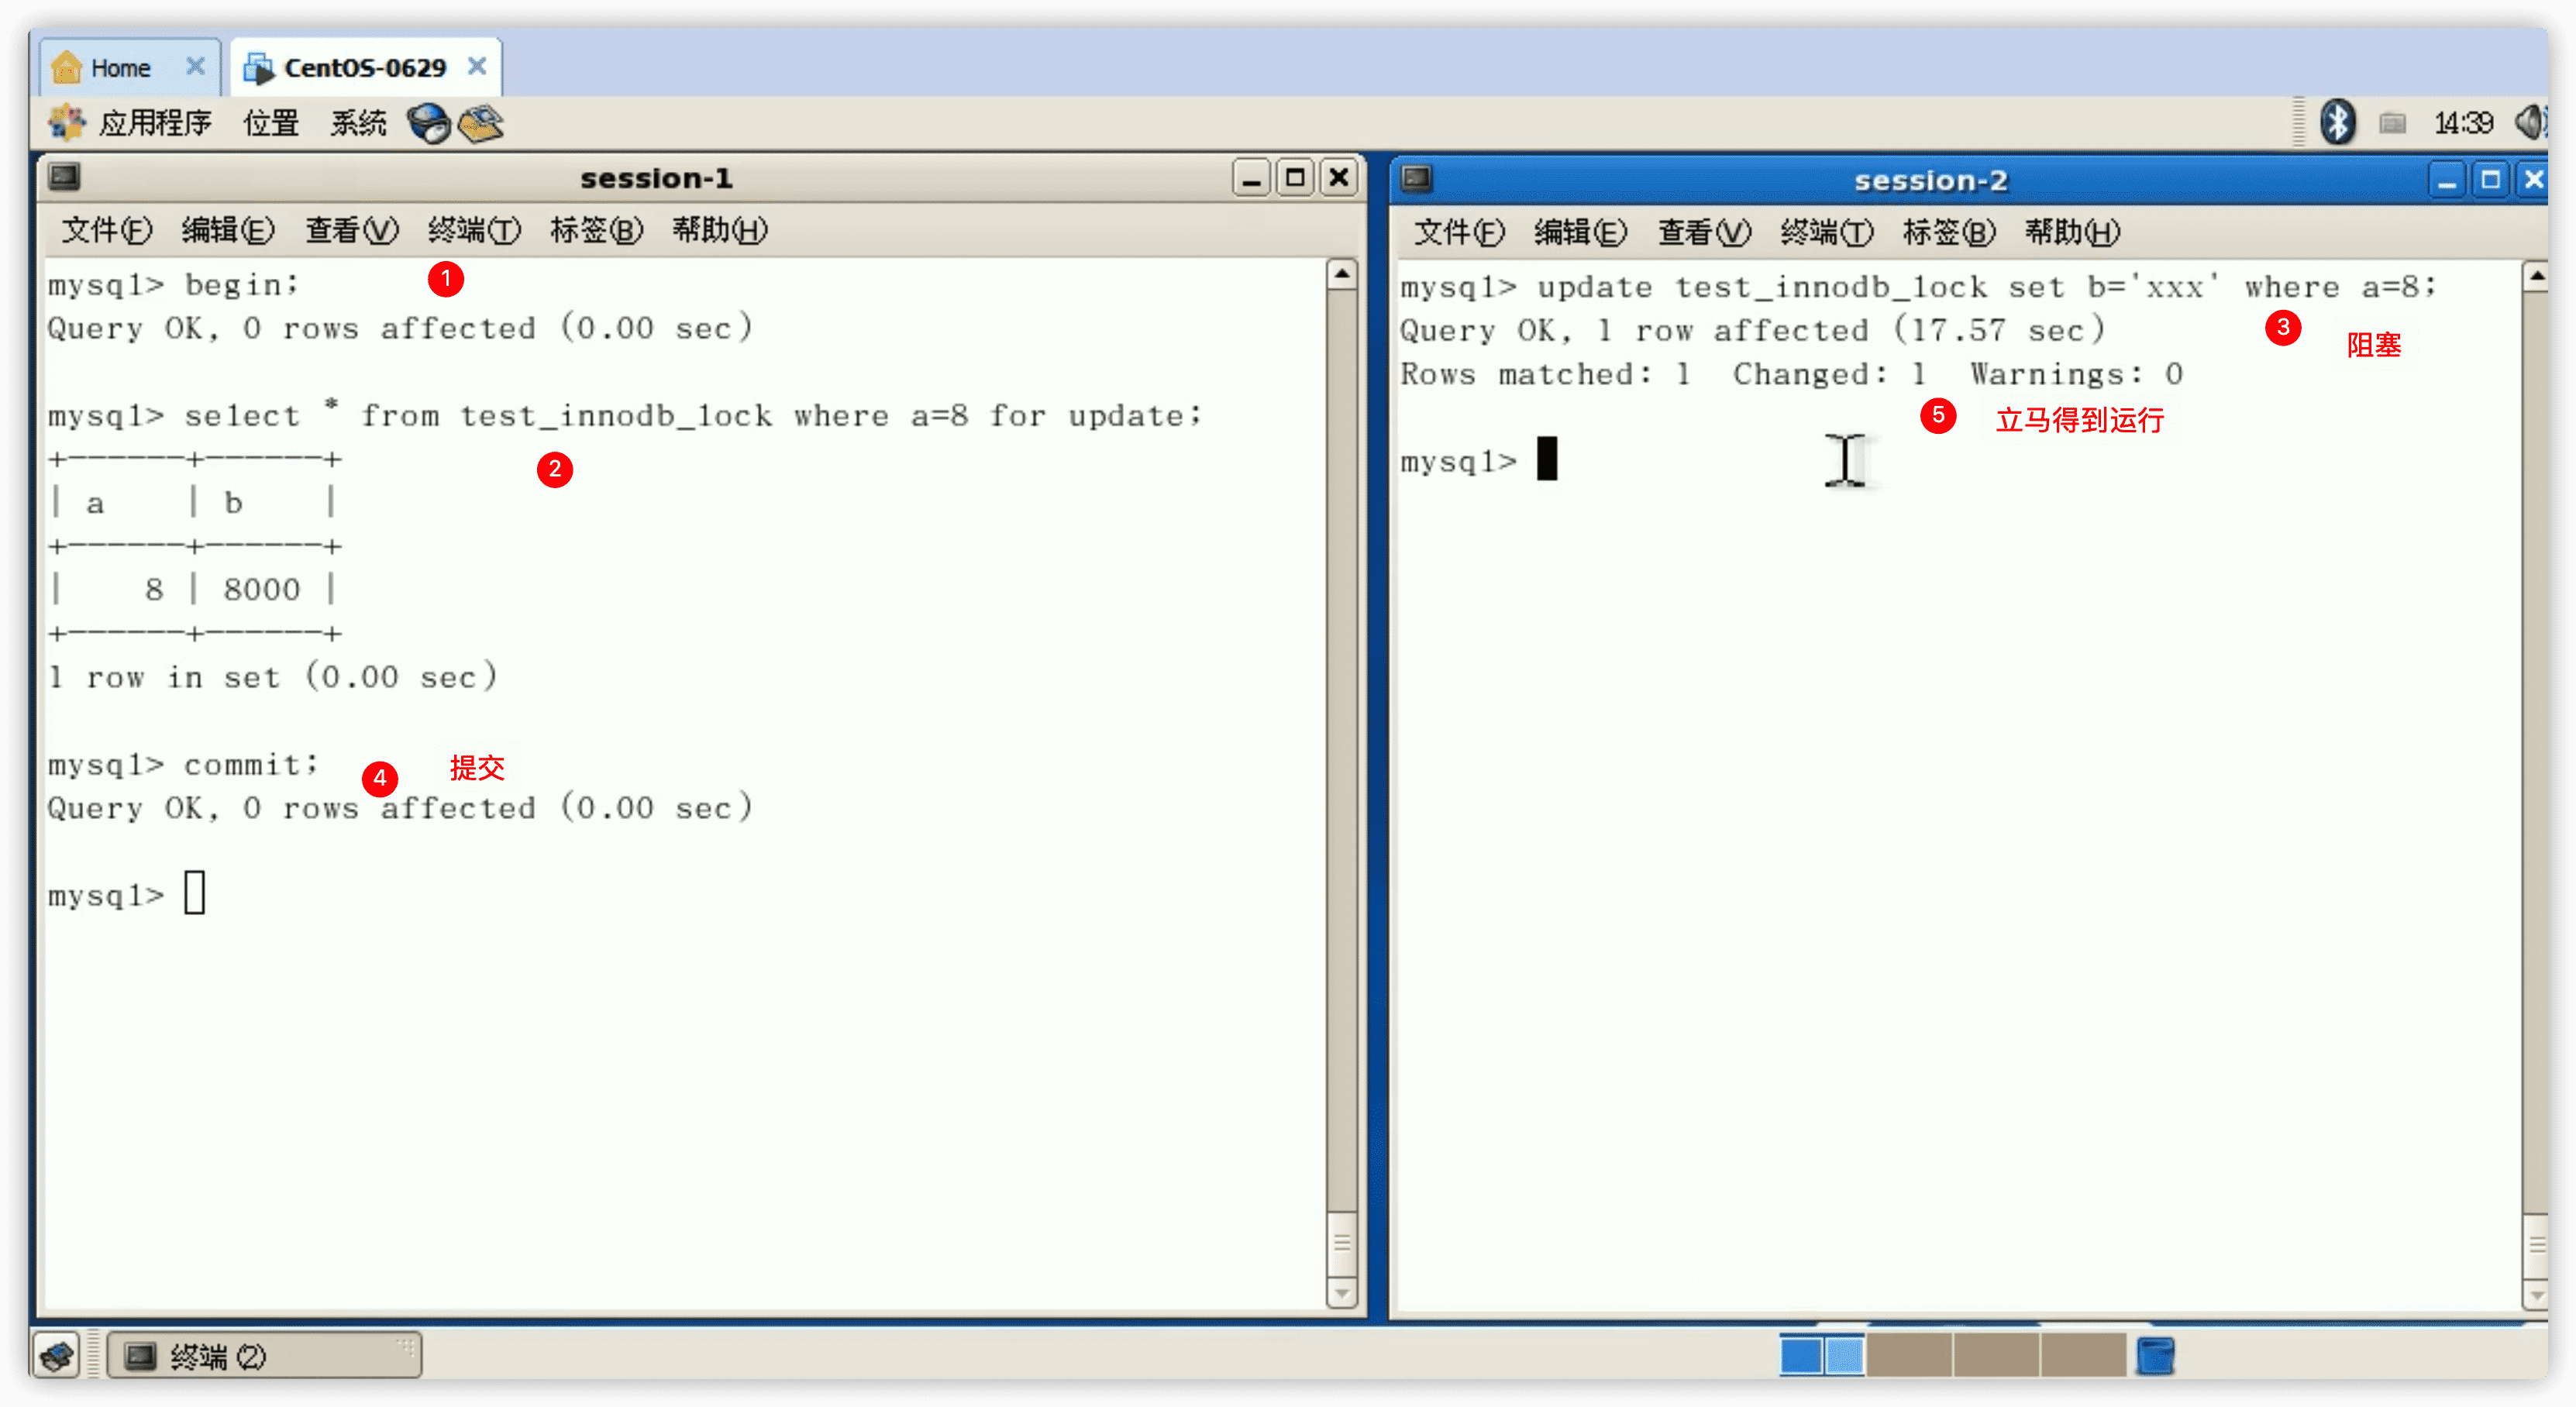 Home
CentOS-0629
应用程序 位置 系统
14:39
session-1
文件(F) 编辑(E) 查看(V) 终端(T) 标签(B) 帮助(H)
mysql> begin;
1
Query OK, 0 rows affected (0.00 sec)
mysql> select * from test_innodb_lock where a=8 for update;
+------+------+
2
| a    | b    |
+------+------+
|    8 | 8000 |
+------+------+
1 row in set (0.00 sec)
mysql> commit;
4 提交
Query OK, 0 rows affected (0.00 sec)
mysql>
session-2
文件(F) 编辑(E) 查看(V) 终端(T) 标签(B) 帮助(H)
mysql> update test_innodb_lock set b='xxx' where a=8;
Query OK, 1 row affected (17.57 sec)
3 阻塞
Rows matched: 1  Changed: 1  Warnings: 0
5 立马得到运行
mysql>
终端 (2)